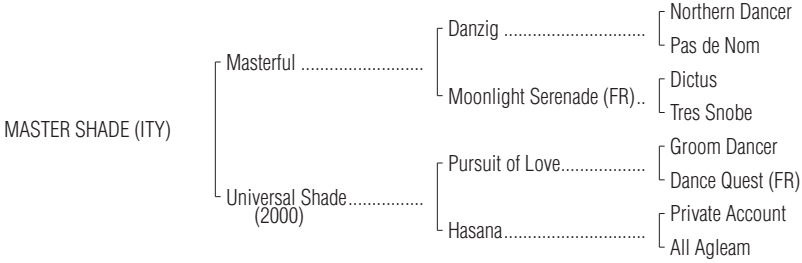 Northern Dancer
Danzig ..............................
Pas de Nom
Masterful .........................
Dictus
Moonlight Serenade (FR)..
Tres Snobe
MASTER SHADE (ITY)
Groom Dancer
Pursuit of Love..................
Dance Quest (FR)
Universal Shade................
(2000)
Private Account
Hasana..............................
All Agleam